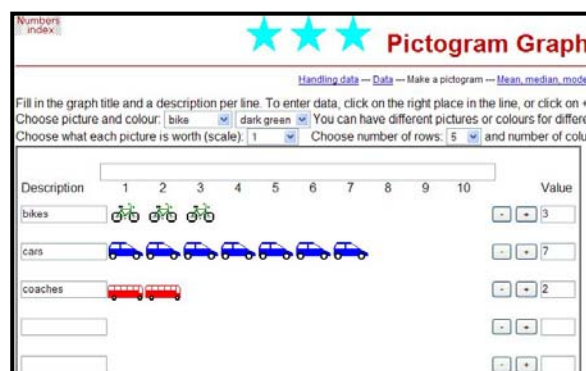 Numbers
index
Pictogram Graph
Handling data --- Data --- Make a pictogram --- Mean, median, mode
Fill in the graph title and a description per line. To enter data, click on the right place in the line, or click on +
Choose picture and colour: bike dark green You can have different pictures or colours for differe
Choose what each picture is worth (scale): 1 Choose number of rows: 5 and number of colu
Description 1 2 3 4 5 6 7 8 9 10 Value
bikes - + 3
cars - + 7
coaches - + 2
- +
- +